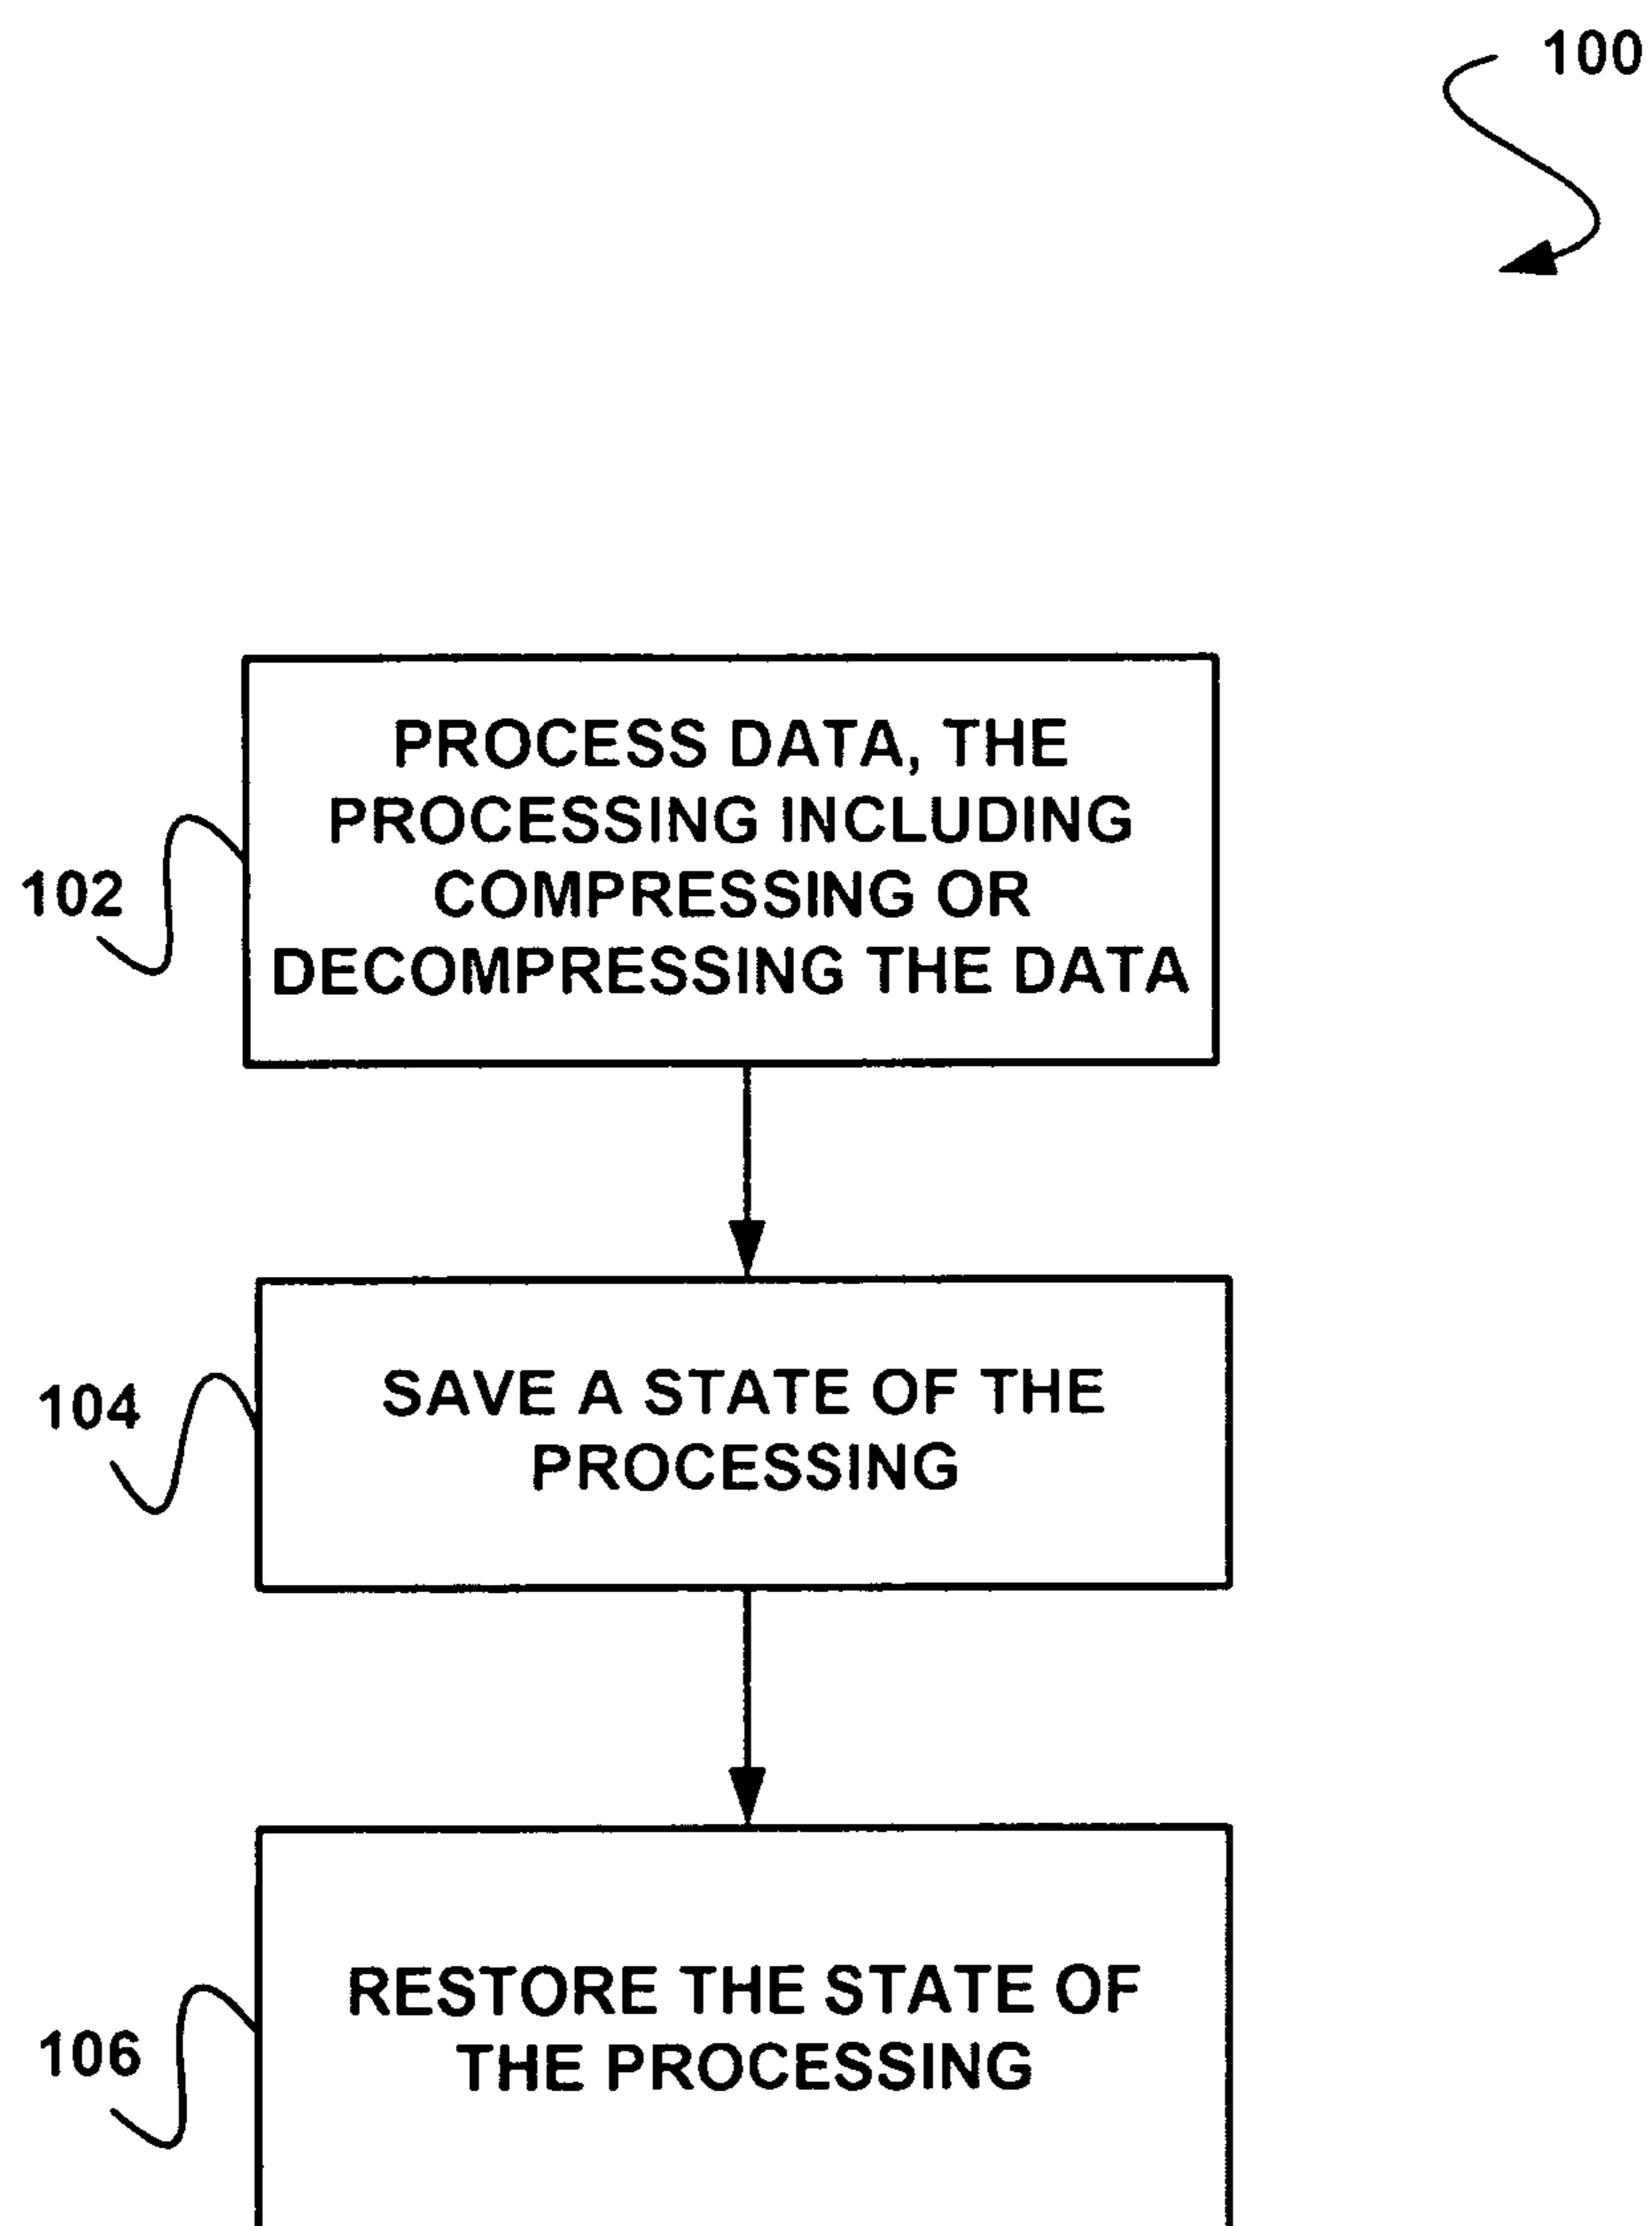 100
PROCESS DATA, THE
PROCESSING INCLUDING
COMPRESSING OR
DECOMPRESSING THE DATA
102
SAVE A STATE OF THE
PROCESSING
104
RESTORE THE STATE OF
THE PROCESSING
106